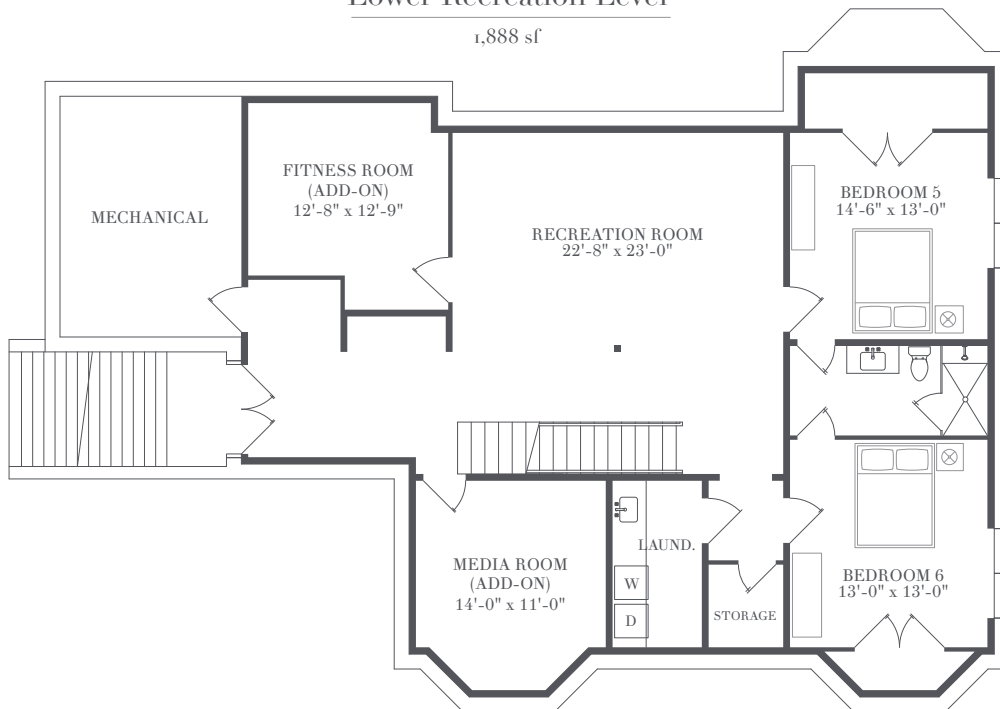 Lower Recreation Level
1,888 sf
MECHANICAL
FITNESS ROOM
(ADD-ON)
12'-8" x 12'-9"
RECREATION ROOM
22'-8" x 23'-0"
BEDROOM 5
14'-6" x 13'-0"
MEDIA ROOM
(ADD-ON)
14'-0" x 11'-0"
LAUND.
W
D
STORAGE
BEDROOM 6
13'-0" x 13'-0"